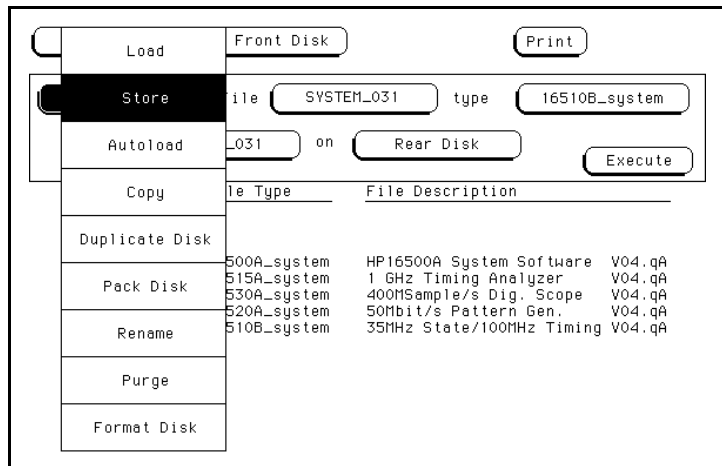 Load Front Disk Print
Store ile SYSTEM_031 type 16510B_system
Autoload _031 on Rear Disk Execute
Copy le Type File Description
Duplicate Disk
500A_system HP16500A System Software V04.qA
515A_system 1 GHz Timing Analyzer V04.qA
Pack Disk
530A_system 400MSample/s Dig. Scope V04.qA
520A_system 50Mbit/s Pattern Gen. V04.qA
Rename 510B_system 35MHz State/100MHz Timing V04.qA
Purge
Format Disk